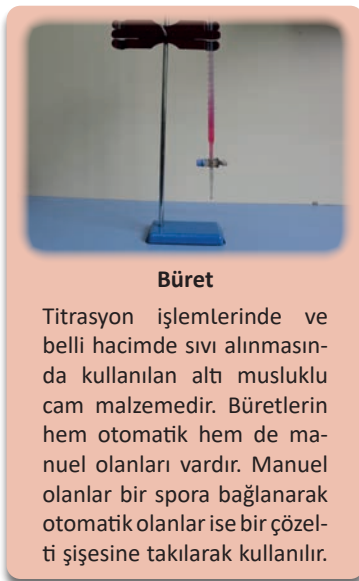 Büret
Titrasyon işlemlerinde ve
belli hacimde sıvı alınmasın-
da kullanılan altı musluklu
cam malzemedir. Büretlerin
hem otomatik hem de ma-
nuel olanları vardır. Manuel
olanlar bir spora bağlanarak
otomatik olanlar ise bir çözel-
ti şişesine takılarak kullanılır.